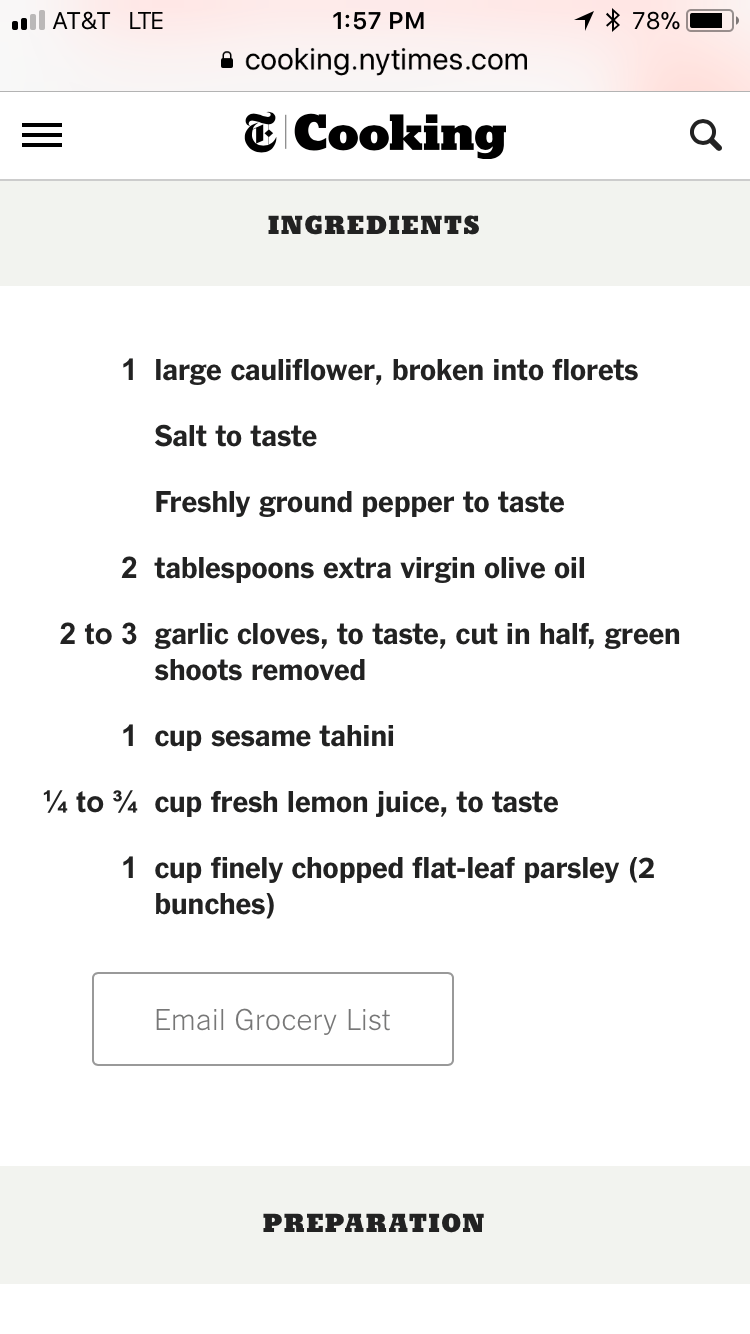 AT&T LTE 1:57 PM 78%
cooking.nytimes.com
T Cooking
INGREDIENTS
1 large cauliflower, broken into florets
Salt to taste
Freshly ground pepper to taste
2 tablespoons extra virgin olive oil
2 to 3 garlic cloves, to taste, cut in half, green
shoots removed
1 cup sesame tahini
¼ to ¾ cup fresh lemon juice, to taste
1 cup finely chopped flat-leaf parsley (2
bunches)
Email Grocery List
PREPARATION